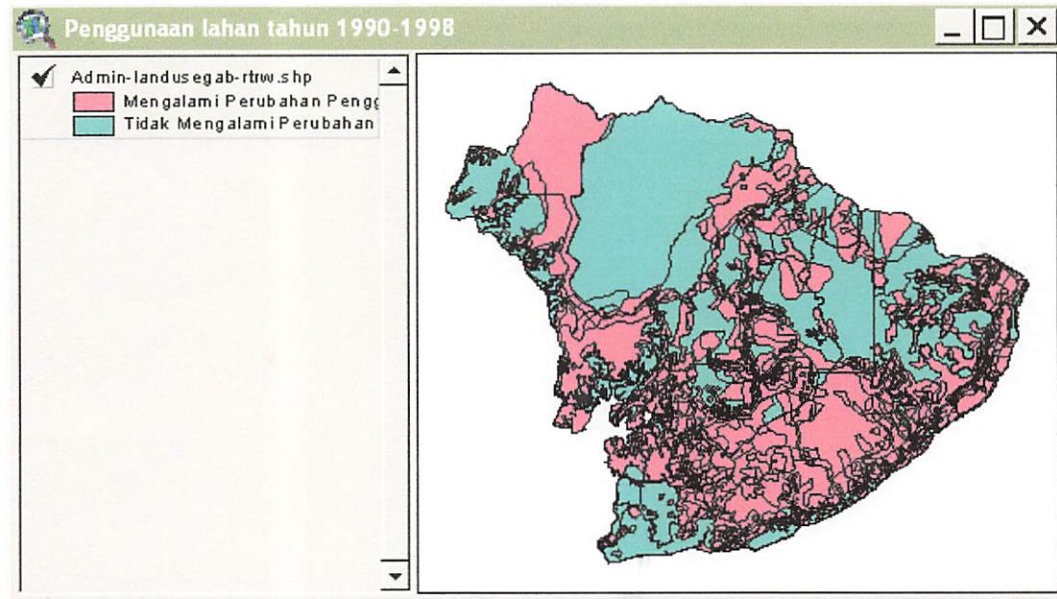 Penggunaan lahan tahun 1990-1998
Admin-landusegab-rtrw.shp
Mengalami Perubahan Pengg
Tidak Mengalami Perubahan